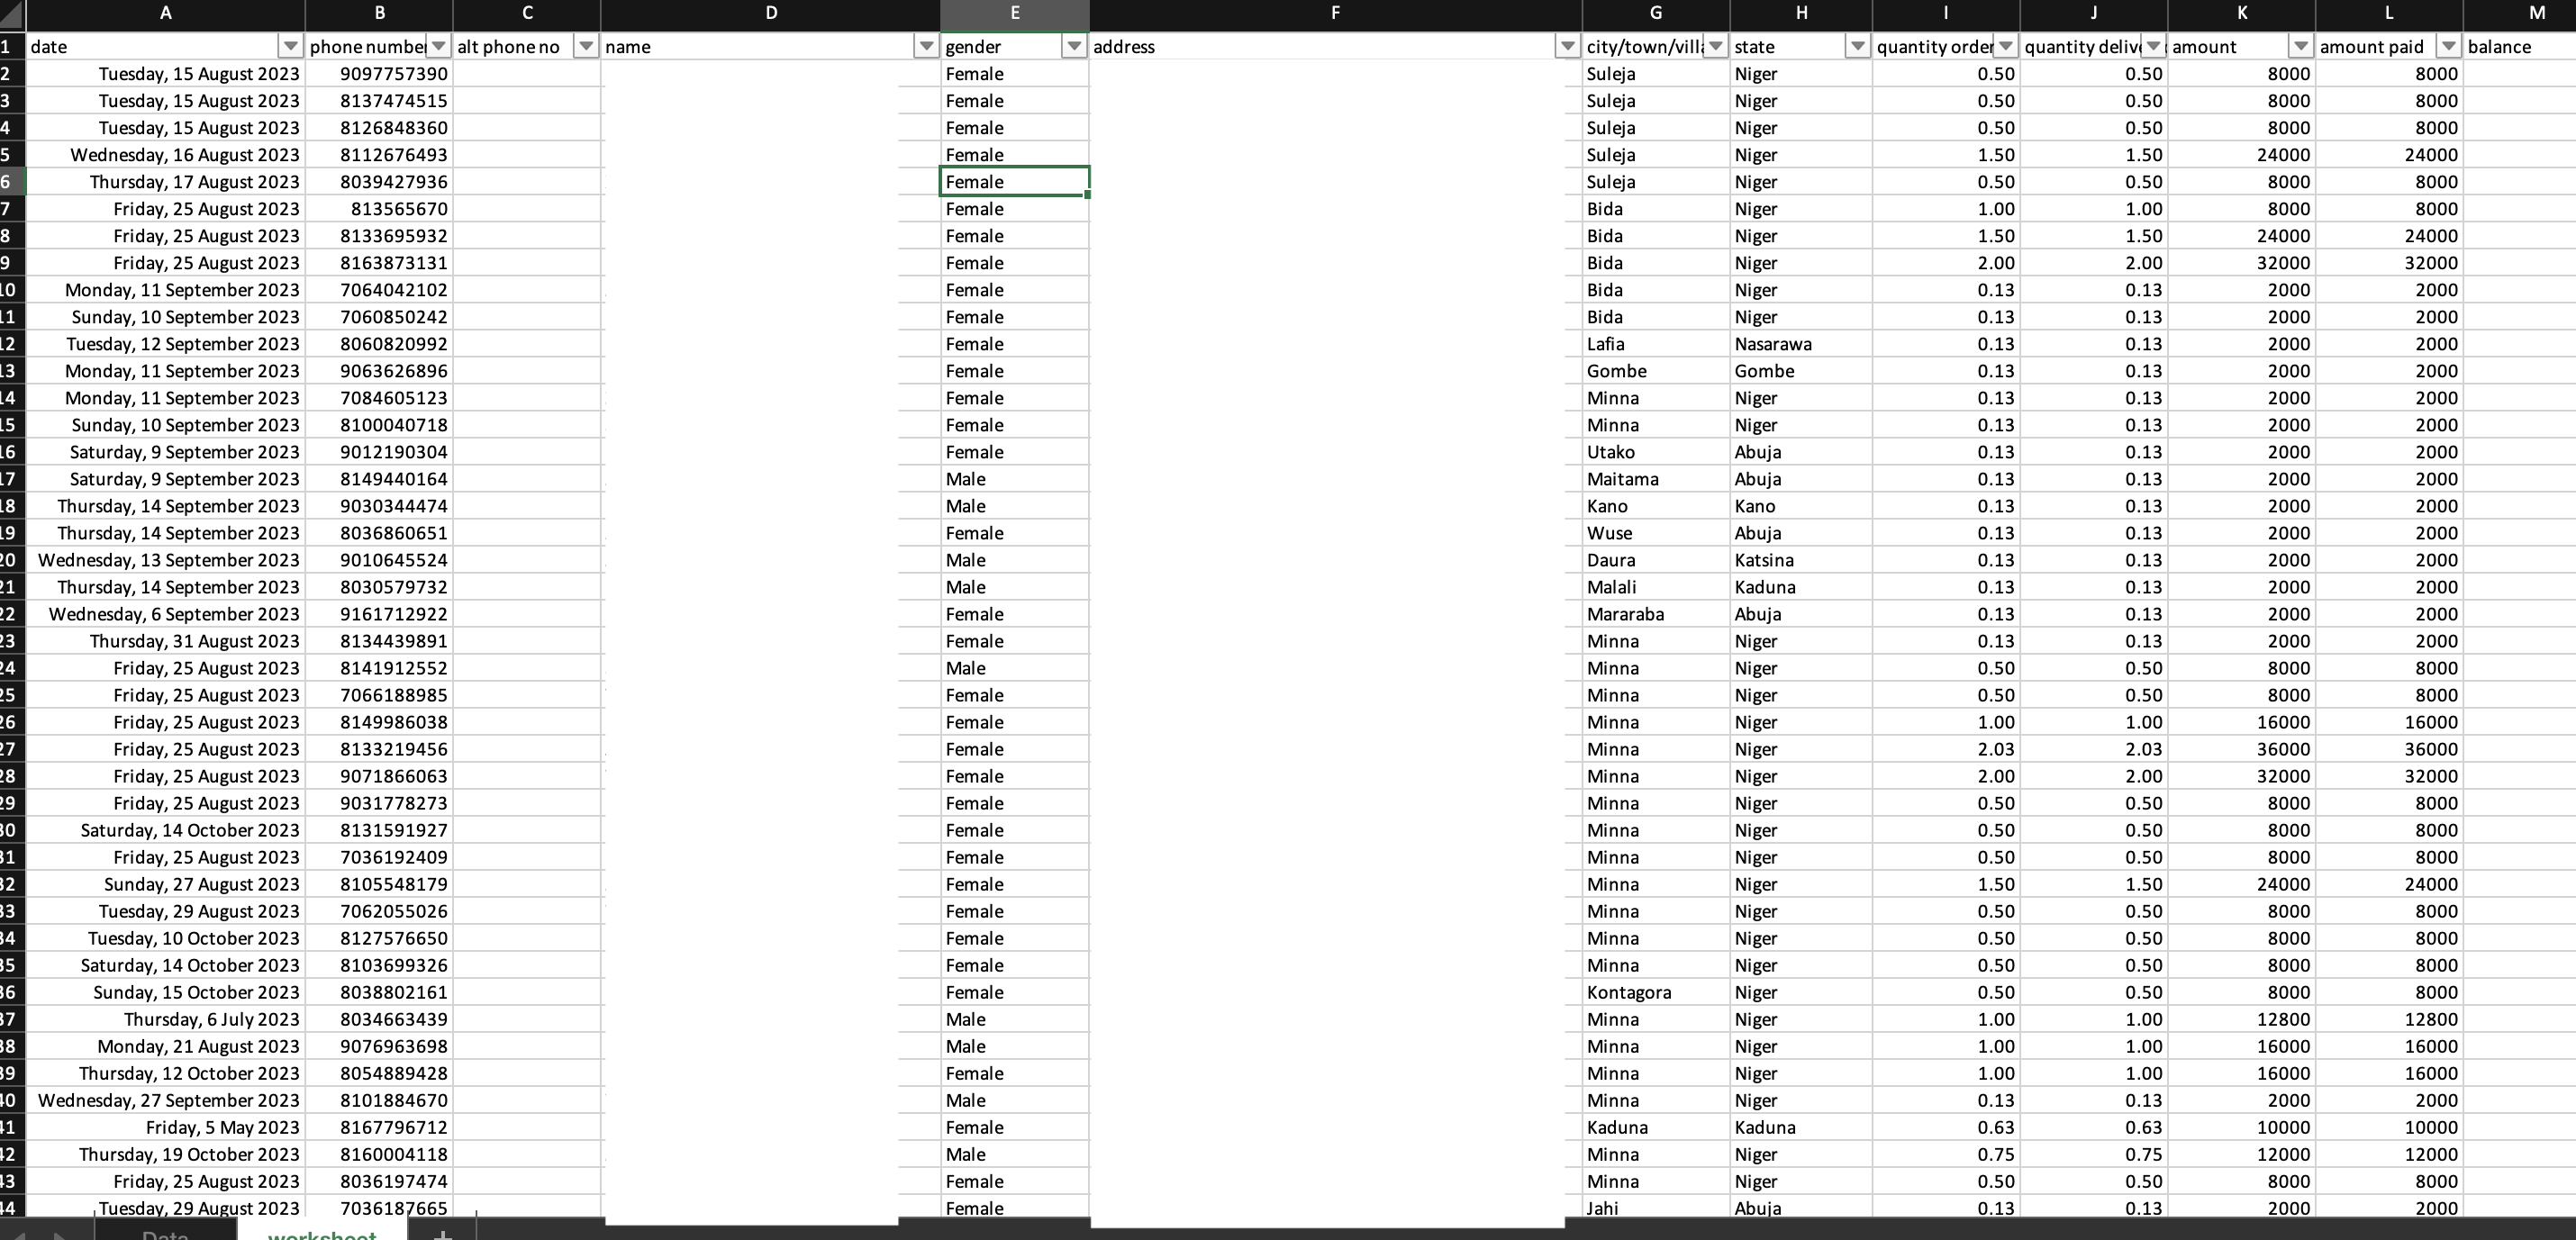 A B C D E F G H I J K L M
1 date phone number alt phone no name gender address city/town/villa state quantity order quantity delive amount amount paid balance
2 Tuesday, 15 August 2023 9097757390 Female Suleja Niger 0.50 0.50 8000 8000
3 Tuesday, 15 August 2023 8137474515 Female Suleja Niger 0.50 0.50 8000 8000
4 Tuesday, 15 August 2023 8126848360 Female Suleja Niger 0.50 0.50 8000 8000
5 Wednesday, 16 August 2023 8112676493 Female Suleja Niger 1.50 1.50 24000 24000
6 Thursday, 17 August 2023 8039427936 Female Suleja Niger 0.50 0.50 8000 8000
7 Friday, 25 August 2023 813565670 Female Bida Niger 1.00 1.00 8000 8000
8 Friday, 25 August 2023 8133695932 Female Bida Niger 1.50 1.50 24000 24000
9 Friday, 25 August 2023 8163873131 Female Bida Niger 2.00 2.00 32000 32000
10 Monday, 11 September 2023 7064042102 Female Bida Niger 0.13 0.13 2000 2000
11 Sunday, 10 September 2023 7060850242 Female Bida Niger 0.13 0.13 2000 2000
12 Tuesday, 12 September 2023 8060820992 Female Lafia Nasarawa 0.13 0.13 2000 2000
13 Monday, 11 September 2023 9063626896 Female Gombe Gombe 0.13 0.13 2000 2000
14 Monday, 11 September 2023 7084605123 Female Minna Niger 0.13 0.13 2000 2000
15 Sunday, 10 September 2023 8100040718 Female Minna Niger 0.13 0.13 2000 2000
16 Saturday, 9 September 2023 9012190304 Female Utako Abuja 0.13 0.13 2000 2000
17 Saturday, 9 September 2023 8149440164 Male Maitama Abuja 0.13 0.13 2000 2000
18 Thursday, 14 September 2023 9030344474 Male Kano Kano 0.13 0.13 2000 2000
19 Thursday, 14 September 2023 8036860651 Female Wuse Abuja 0.13 0.13 2000 2000
20 Wednesday, 13 September 2023 9010645524 Male Daura Katsina 0.13 0.13 2000 2000
21 Thursday, 14 September 2023 8030579732 Male Malali Kaduna 0.13 0.13 2000 2000
22 Wednesday, 6 September 2023 9161712922 Female Mararaba Abuja 0.13 0.13 2000 2000
23 Thursday, 31 August 2023 8134439891 Female Minna Niger 0.13 0.13 2000 2000
24 Friday, 25 August 2023 8141912552 Male Minna Niger 0.50 0.50 8000 8000
25 Friday, 25 August 2023 7066188985 Female Minna Niger 0.50 0.50 8000 8000
26 Friday, 25 August 2023 8149986038 Female Minna Niger 1.00 1.00 16000 16000
27 Friday, 25 August 2023 8133219456 Female Minna Niger 2.03 2.03 36000 36000
28 Friday, 25 August 2023 9071866063 Female Minna Niger 2.00 2.00 32000 32000
29 Friday, 25 August 2023 9031778273 Female Minna Niger 0.50 0.50 8000 8000
30 Saturday, 14 October 2023 8131591927 Female Minna Niger 0.50 0.50 8000 8000
31 Friday, 25 August 2023 7036192409 Female Minna Niger 0.50 0.50 8000 8000
32 Sunday, 27 August 2023 8105548179 Female Minna Niger 1.50 1.50 24000 24000
33 Tuesday, 29 August 2023 7062055026 Female Minna Niger 0.50 0.50 8000 8000
34 Tuesday, 10 October 2023 8127576650 Female Minna Niger 0.50 0.50 8000 8000
35 Saturday, 14 October 2023 8103699326 Female Minna Niger 0.50 0.50 8000 8000
36 Sunday, 15 October 2023 8038802161 Female Kontagora Niger 0.50 0.50 8000 8000
37 Thursday, 6 July 2023 8034663439 Male Minna Niger 1.00 1.00 12800 12800
38 Monday, 21 August 2023 9076963698 Male Minna Niger 1.00 1.00 16000 16000
39 Thursday, 12 October 2023 8054889428 Female Minna Niger 1.00 1.00 16000 16000
40 Wednesday, 27 September 2023 8101884670 Male Minna Niger 0.13 0.13 2000 2000
41 Friday, 5 May 2023 8167796712 Female Kaduna Kaduna 0.63 0.63 10000 10000
42 Thursday, 19 October 2023 8160004118 Male Minna Niger 0.75 0.75 12000 12000
43 Friday, 25 August 2023 8036197474 Female Minna Niger 0.50 0.50 8000 8000
44 Tuesday, 29 August 2023 7036187665 Female Jahi Abuja 0.13 0.13 2000 2000
Data worksheet +